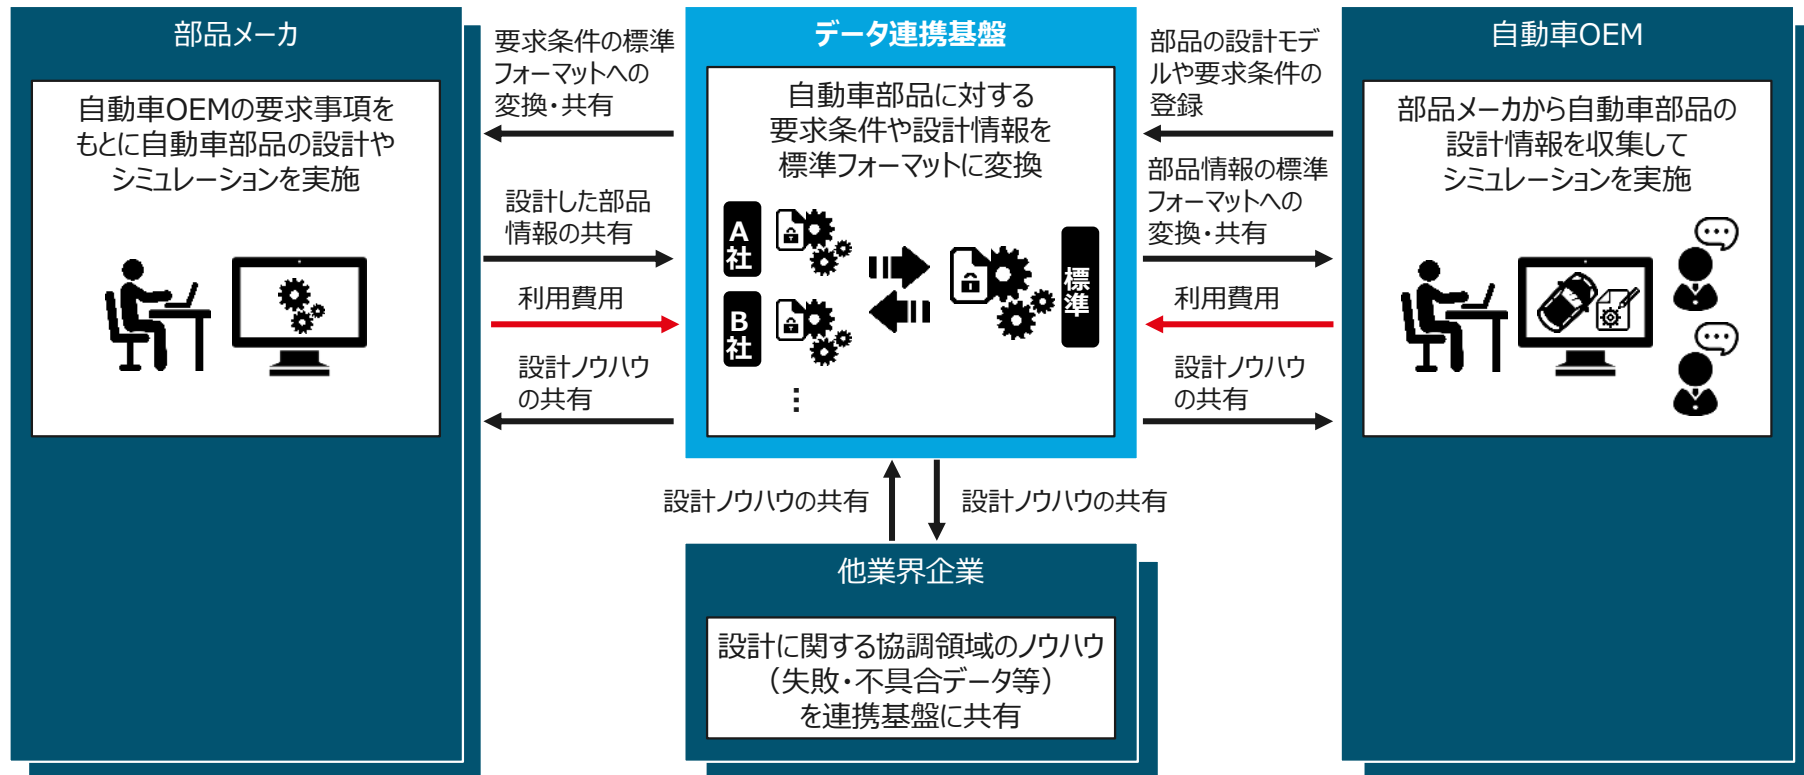 部品メーカ
自動車OEMの要求事項を
もとに自動車部品の設計や
シミュレーションを実施
要求条件の標準
フォーマットへの
変換・共有
設計した部品
情報の共有
利用費用
設計ノウハウ
の共有
データ連携基盤
自動車部品に対する
要求条件や設計情報を
標準フォーマットに変換
A社
B社
⋮
標準
部品の設計モデ
ルや要求条件の
登録
部品情報の標準
フォーマットへの
変換・共有
利用費用
設計ノウハウ
の共有
自動車OEM
部品メーカから自動車部品の
設計情報を収集して
シミュレーションを実施
設計ノウハウの共有
設計ノウハウの共有
他業界企業
設計に関する協調領域のノウハウ
（失敗・不具合データ等）
を連携基盤に共有